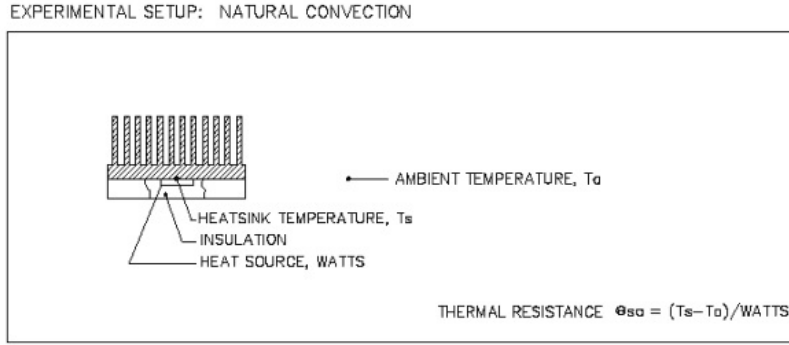 EXPERIMENTAL SETUP: NATURAL CONVECTION
AMBIENT TEMPERATURE, Ta
HEATSINK TEMPERATURE, Ts
INSULATION
HEAT SOURCE, WATTS
THERMAL RESISTANCE Θsa = (Ts-Ta)/WATTS